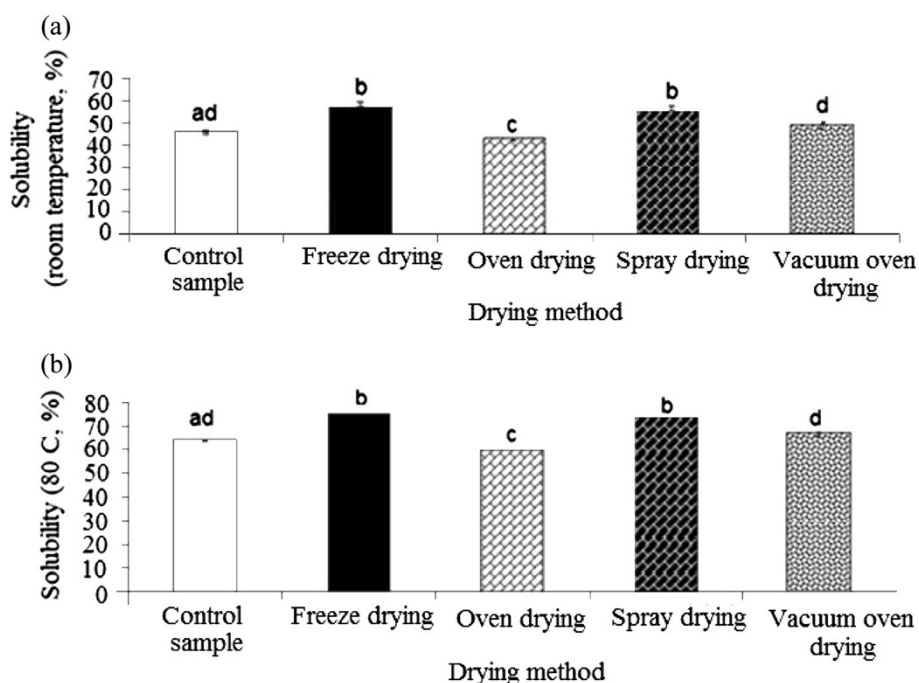 (a)
Solubility
(room temperature, %)
70
60
50
40
30
20
10
0
ad
b
c
b
d
Control
sample
Freeze drying
Oven drying
Spray drying
Vacuum oven
drying
Drying method
(b)
Solubility (80 C, %)
80
70
60
50
40
30
20
10
0
ad
b
c
b
d
Control
sample
Freeze drying
Oven drying
Spray drying
Vacuum oven
drying
Drying method